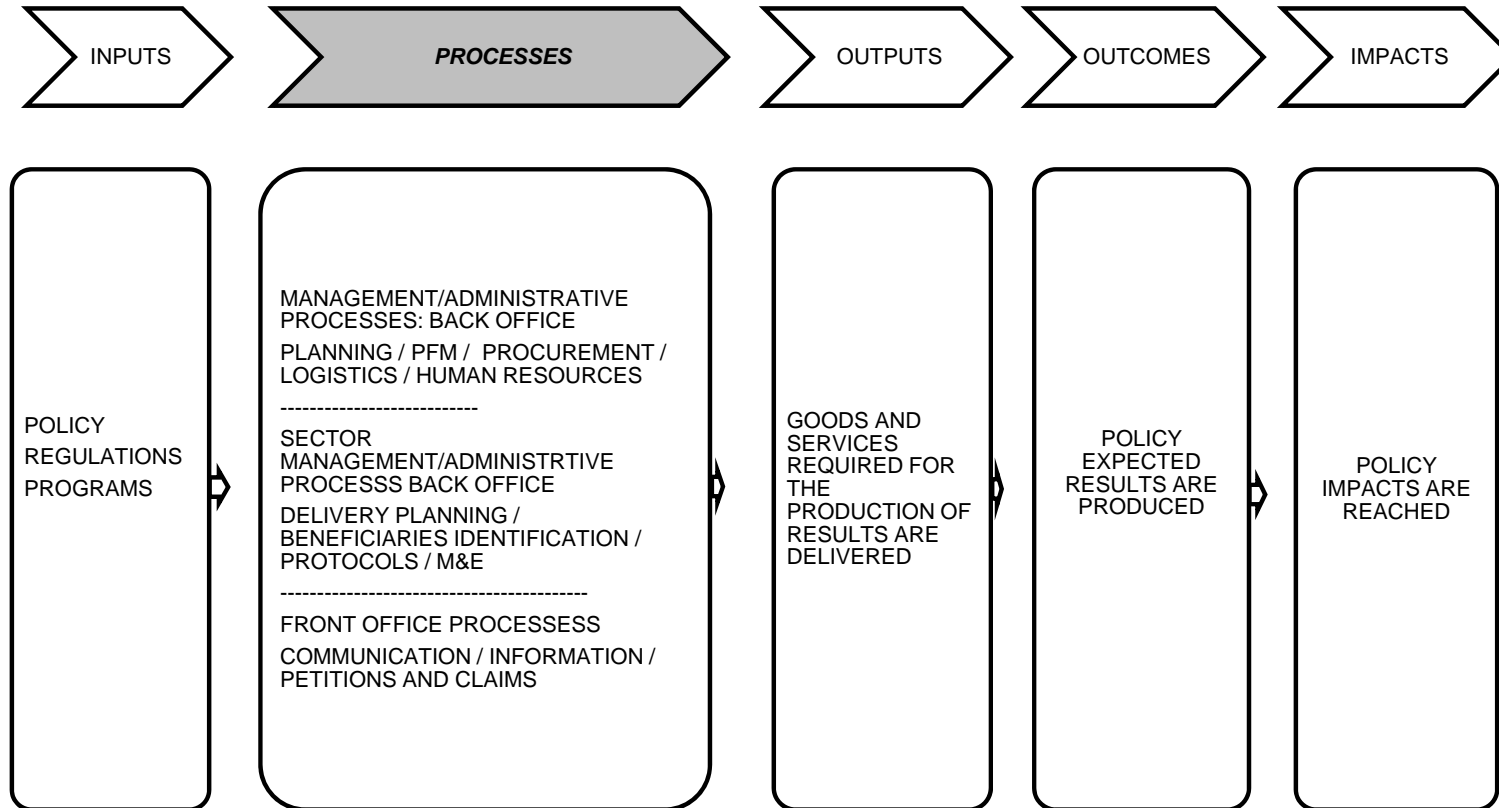 INPUTS
PROCESSES
OUTPUTS
OUTCOMES
IMPACTS
POLICY
REGULATIONS
PROGRAMS
MANAGEMENT/ADMINISTRATIVE
PROCESSES: BACK OFFICE
PLANNING / PFM / PROCUREMENT /
LOGISTICS / HUMAN RESOURCES
---------------------------
SECTOR
MANAGEMENT/ADMINISTRTIVE
PROCESSS BACK OFFICE
DELIVERY PLANNING /
BENEFICIARIES IDENTIFICATION /
PROTOCOLS / M&E
------------------------------------------
FRONT OFFICE PROCESSESS
COMMUNICATION / INFORMATION /
PETITIONS AND CLAIMS
GOODS AND
SERVICES
REQUIRED FOR
THE
PRODUCTION OF
RESULTS ARE
DELIVERED
POLICY
EXPECTED
RESULTS ARE
PRODUCED
POLICY
IMPACTS ARE
REACHED